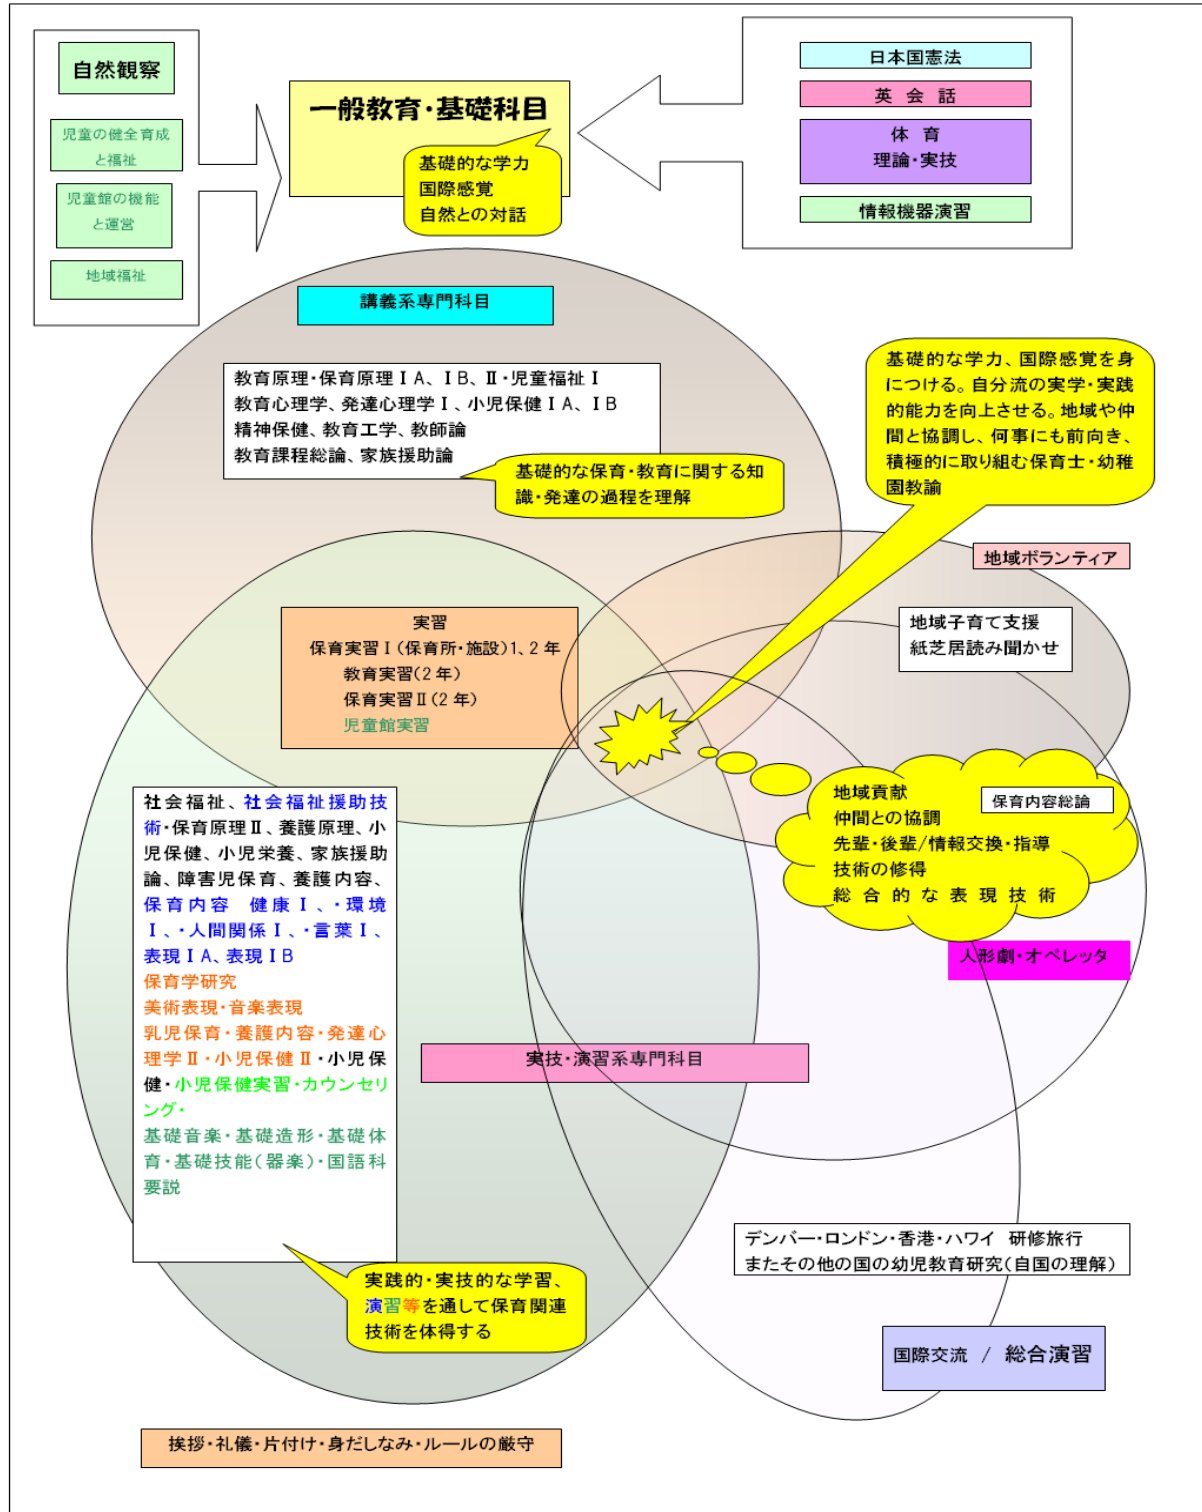 自然観察
児童の健全育成
と福祉
児童館の機能
と運営
地域福祉
一般教育・基礎科目
基礎的な学力
国際感覚
自然との対話
日本国憲法
英 会 話
体 育
理論・実技
情報機器演習
講義系専門科目
教育原理・保育原理ⅠA、ⅠB、Ⅱ・児童福祉Ⅰ
教育心理学、発達心理学Ⅰ、小児保健ⅠA、ⅠB
精神保健、教育工学、教師論
教育課程総論、家族援助論
基礎的な保育・教育に関する知
識・発達の過程を理解
基礎的な学力、国際感覚を身
につける。自分流の実学・実践
的能力を向上させる。地域や仲
間と協調し、何事にも前向き、
積極的に取り組む保育士・幼稚
園教諭
地域ボランティア
地域子育て支援
紙芝居読み聞かせ
実習
保育実習Ⅰ(保育所・施設)1、2年
教育実習(2年)
保育実習Ⅱ(2年)
児童館実習
地域貢献
仲間との協調
先輩・後輩/情報交換・指導
技術の修得
総合的な表現技術
保育内容総論
人形劇・オペレッタ
社会福祉、社会福祉援助技
術・保育原理Ⅱ、養護原理、小
児保健、小児栄養、家族援助
論、障害児保育、養護内容、
保育内容 健康Ⅰ、・環境
Ⅰ、・人間関係Ⅰ、・言葉Ⅰ、
表現ⅠA、表現ⅠB
保育学研究
美術表現・音楽表現
乳児保育・養護内容・発達心
理学Ⅱ・小児保健Ⅱ・小児保
健・小児保健実習・カウンセリ
ング・
基礎音楽・基礎造形・基礎体
育・基礎技能(器楽)・国語科
要説
実技・演習系専門科目
実践的・実技的な学習、
演習等を通して保育関連
技術を体得する
デンバー・ロンドン・香港・ハワイ 研修旅行
またその他の国の幼児教育研究(自国の理解)
国際交流 / 総合演習
挨拶・礼儀・片付け・身だしなみ・ルールの厳守